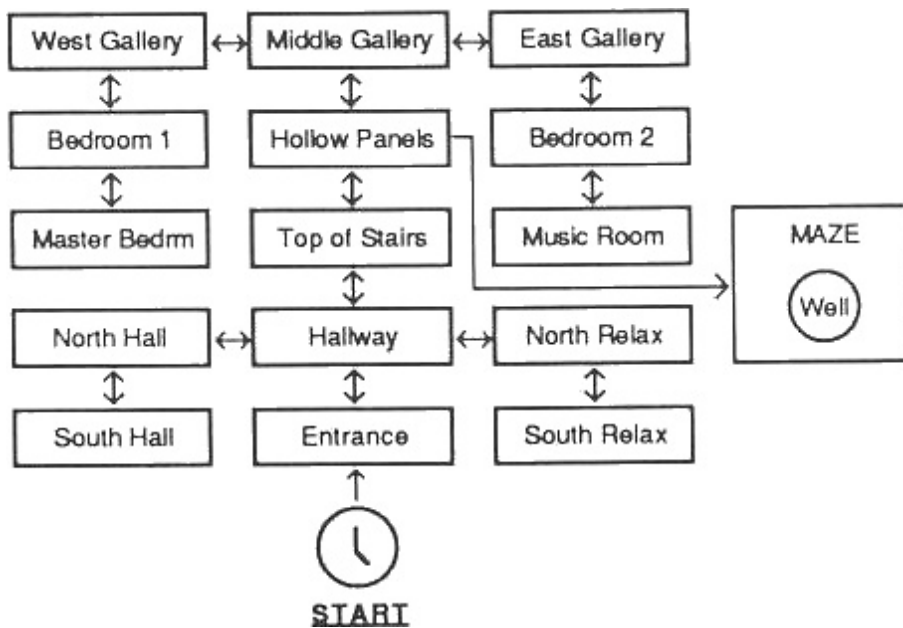 West Gallery
Middle Gallery
East Gallery
Bedroom 1
Hollow Panels
Bedroom 2
Master Bedrm
Top of Stairs
Music Room
MAZE
Well
North Hall
Hallway
North Relax
South Hall
Entrance
South Relax
START